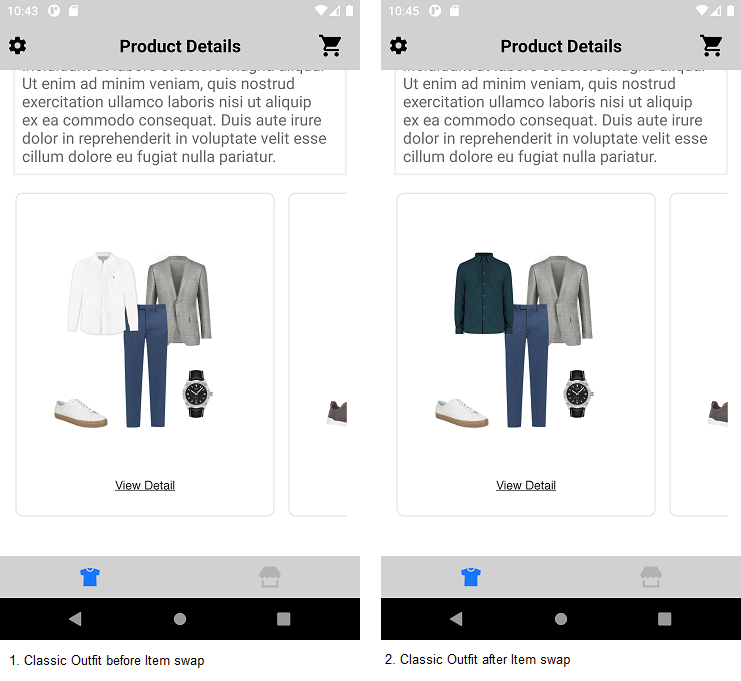 10:43
Product Details
Ut enim ad minim veniam, quis nostrud
exercitation ullamco laboris nisi ut aliquip
ex ea commodo consequat. Duis aute irure
dolor in reprehenderit in voluptate velit esse
cillum dolore eu fugiat nulla pariatur.
View Detail
1. Classic Outfit before Item swap
10:45
Product Details
Ut enim ad minim veniam, quis nostrud
exercitation ullamco laboris nisi ut aliquip
ex ea commodo consequat. Duis aute irure
dolor in reprehenderit in voluptate velit esse
cillum dolore eu fugiat nulla pariatur.
View Detail
2. Classic Outfit after Item swap